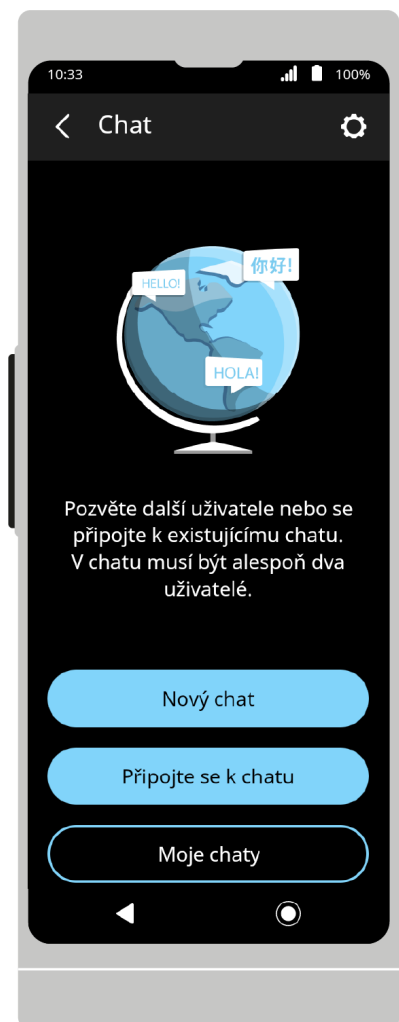 10:33 100%
Chat
你好!
HELLO!
HOLA!
Pozvěte další uživatele nebo se
připojte k existujícímu chatu.
V chatu musí být alespoň dva
uživatelé.
Nový chat
Připojte se k chatu
Moje chaty